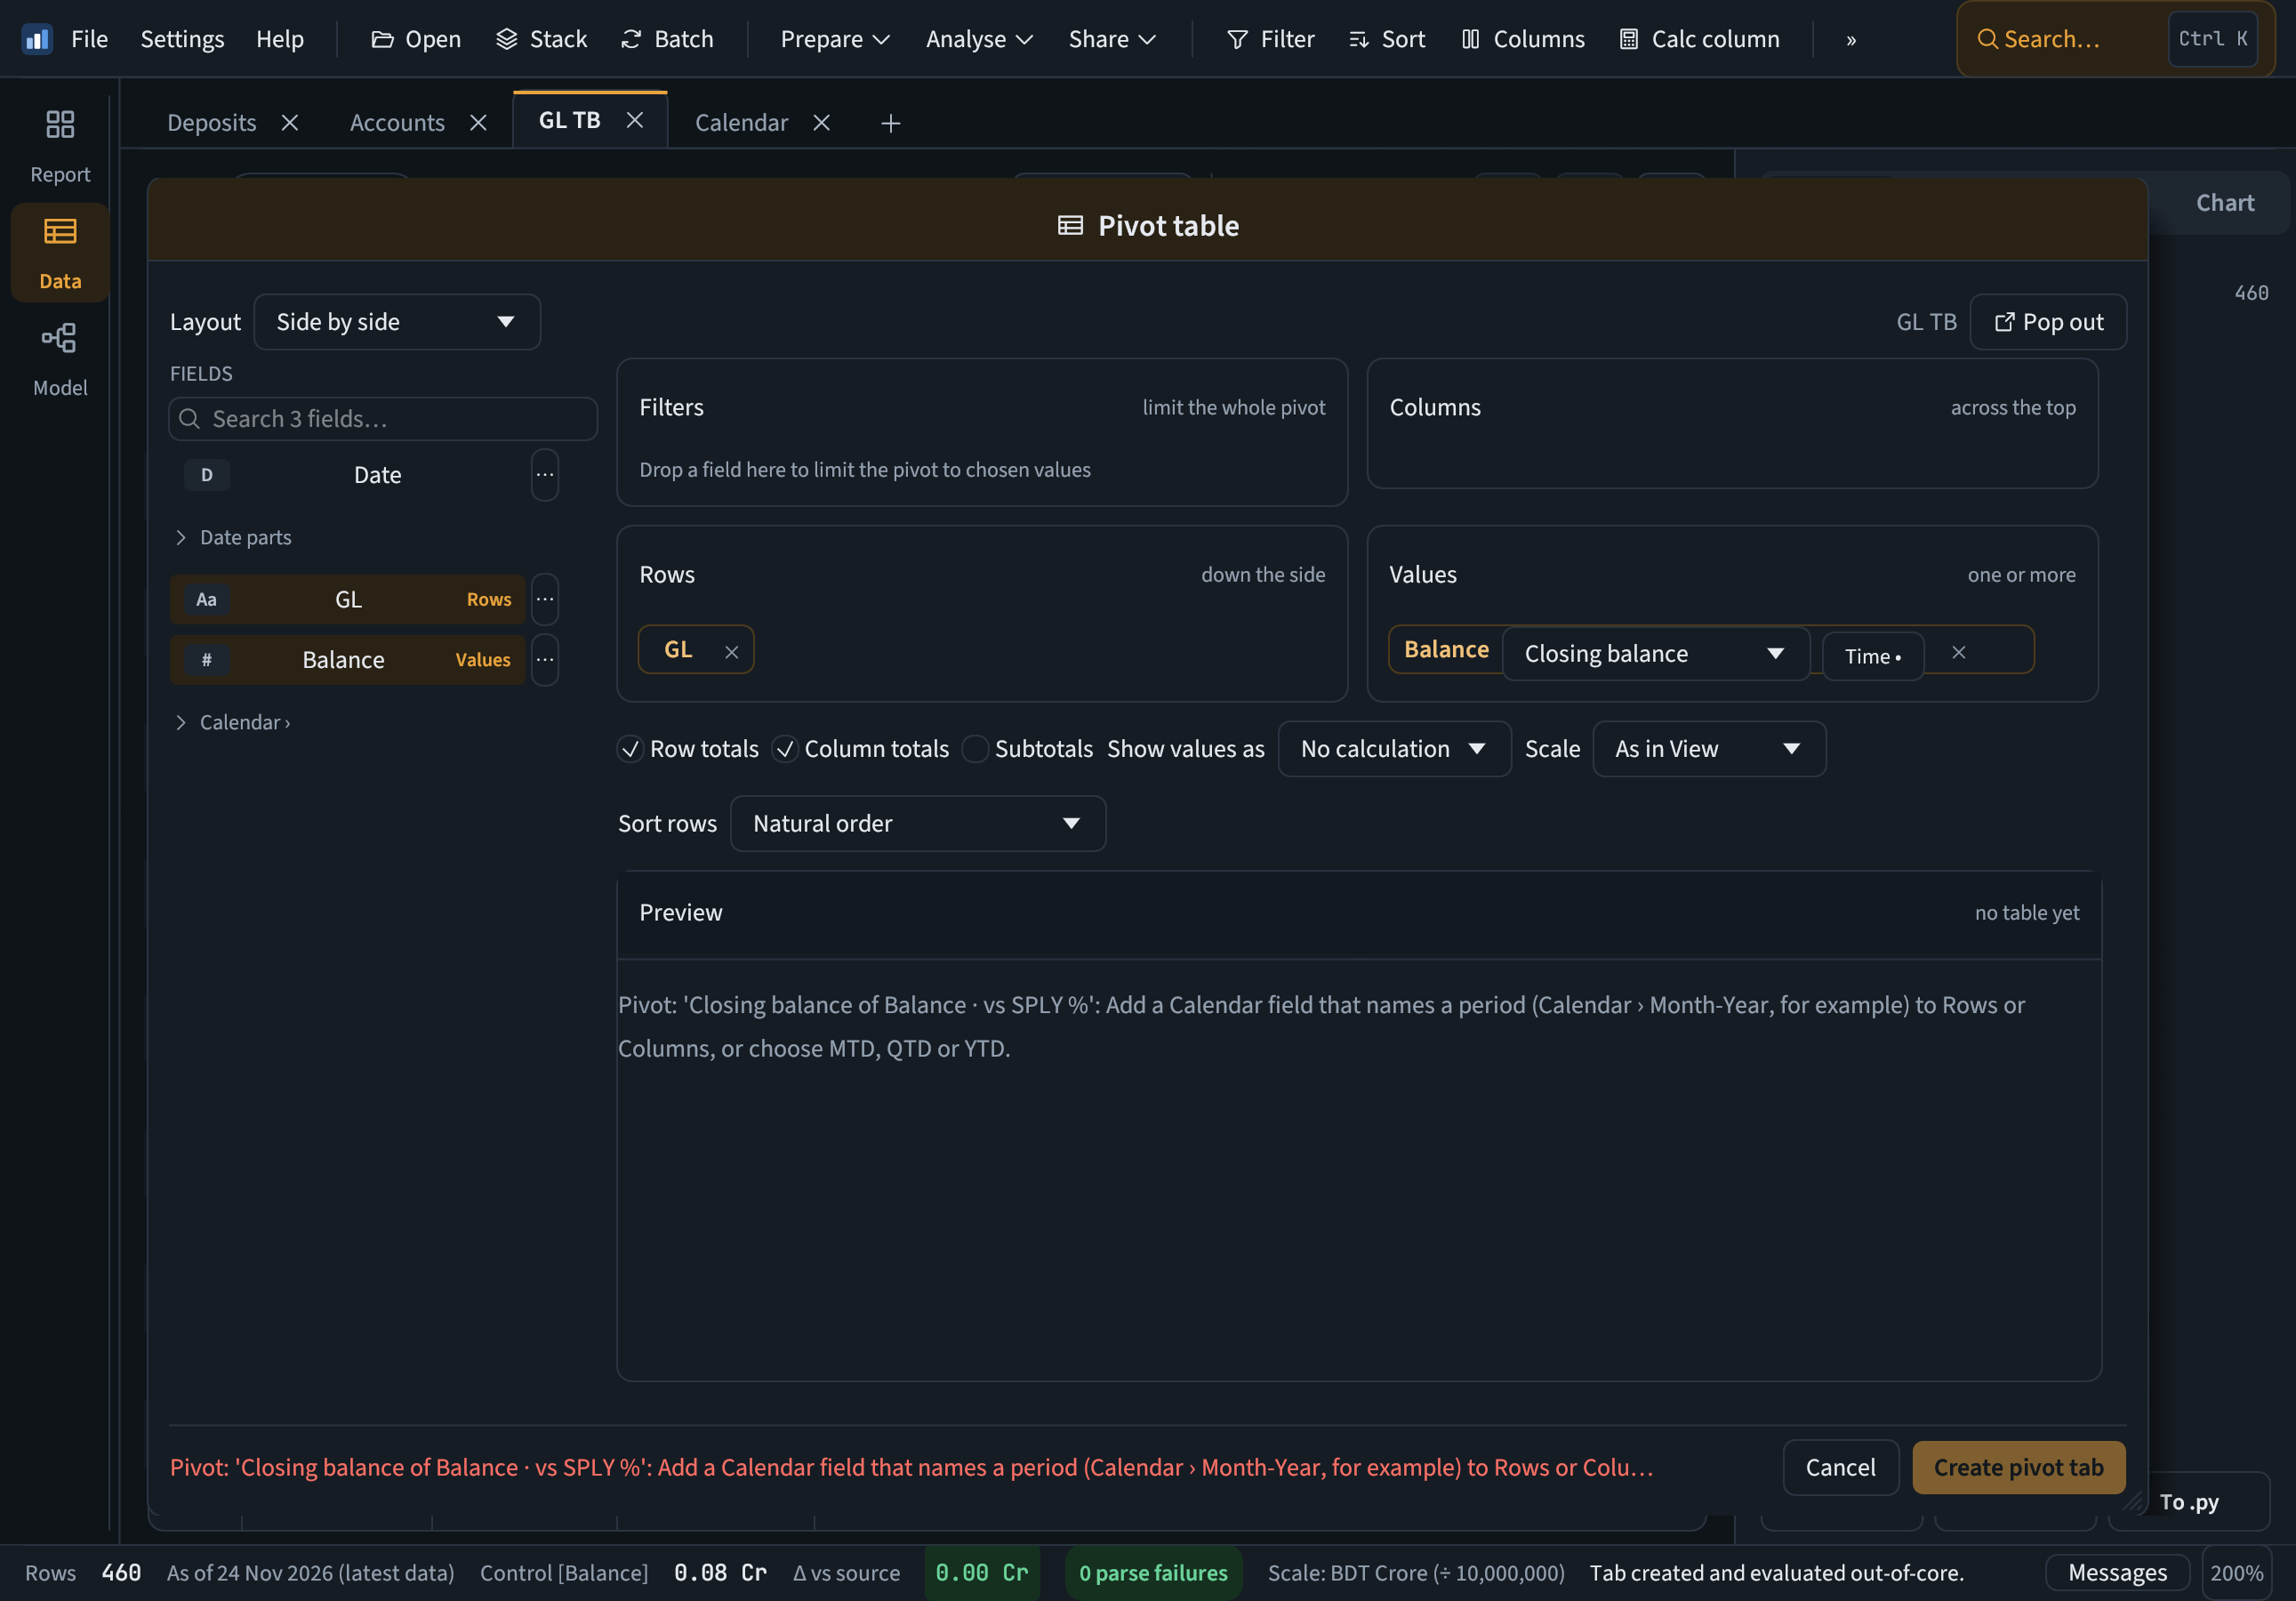 File Settings Help Open Stack Batch Prepare Analyse Share Filter Sort Columns Calc column » Search… Ctrl K
Deposits Accounts GL TB Calendar +
Report
Data
Model
Chart
460
Pivot table
Layout Side by side GL TB Pop out
FIELDS
Search 3 fields…
D Date ...
Date parts
Aa GL Rows ...
# Balance Values ...
Calendar ›
Filters limit the whole pivot
Drop a field here to limit the pivot to chosen values
Columns across the top
Rows down the side
GL ×
Values one or more
Balance Closing balance Time • ×
Row totals Column totals Subtotals Show values as No calculation Scale As in View
Sort rows Natural order
Preview no table yet
Pivot: 'Closing balance of Balance · vs SPLY %': Add a Calendar field that names a period (Calendar › Month-Year, for example) to Rows or
Columns, or choose MTD, QTD or YTD.
Pivot: 'Closing balance of Balance · vs SPLY %': Add a Calendar field that names a period (Calendar › Month-Year, for example) to Rows or Colu…
Cancel Create pivot tab
To .py
Rows 460 As of 24 Nov 2026 (latest data) Control [Balance] 0.08 Cr Δ vs source 0.00 Cr 0 parse failures Scale: BDT Crore (÷ 10,000,000) Tab created and evaluated out-of-core. Messages 200%